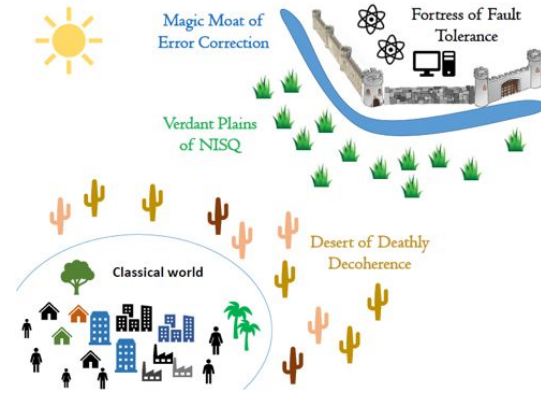 Magic Moat of
Error Correction
Fortress of Fault
Tolerance
Verdant Plains
of NISQ
Desert of Deathly
Decoherence
Classical world